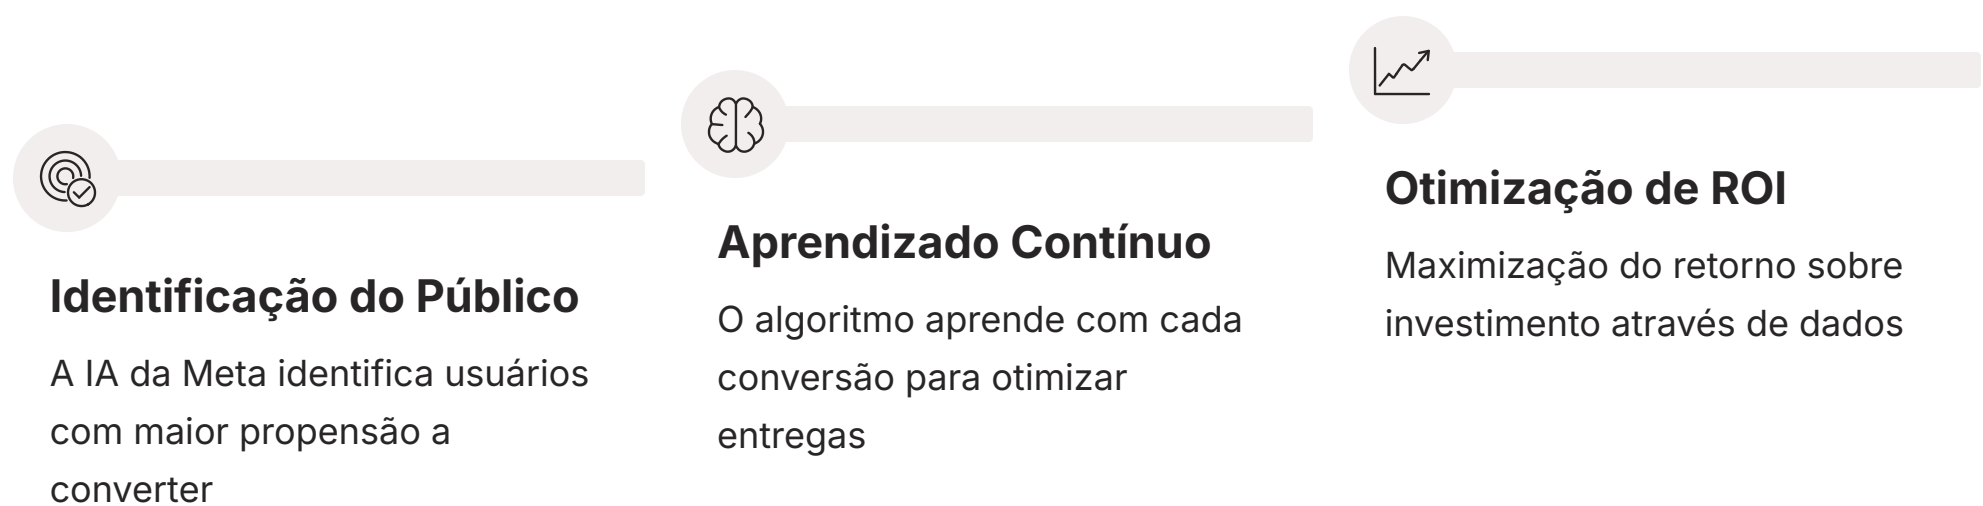 Identificação do Público
A IA da Meta identifica usuários
com maior propensão a
converter
Aprendizado Contínuo
O algoritmo aprende com cada
conversão para otimizar
entregas
Otimização de ROI
Maximização do retorno sobre
investimento através de dados